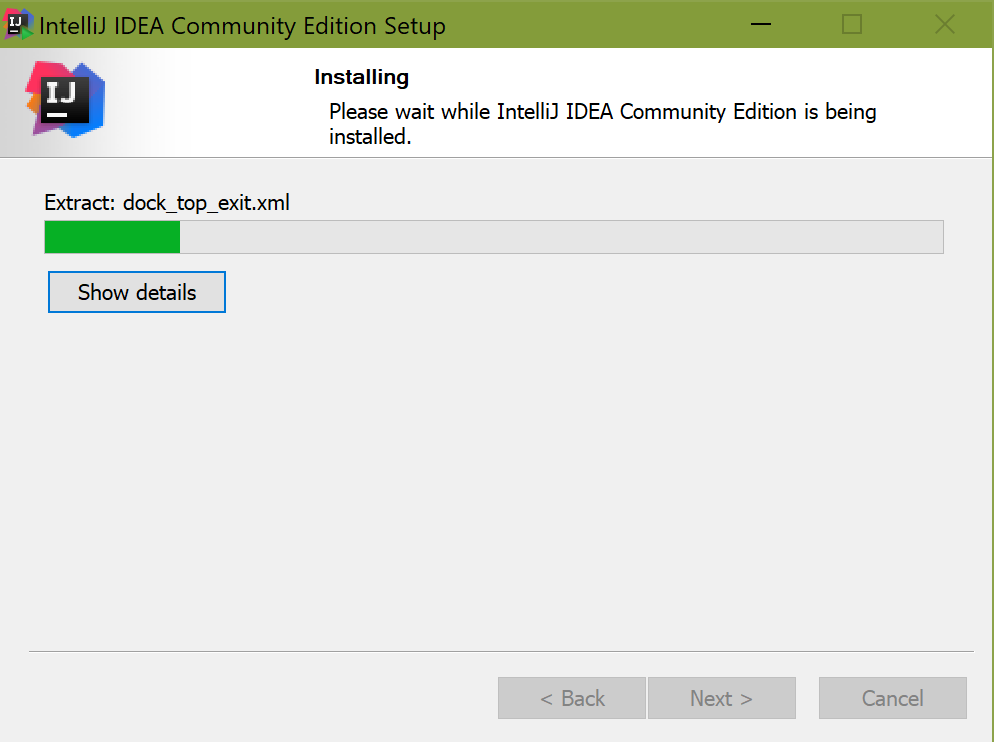 IJ
IntelliJ IDEA Community Edition Setup
IJ
Installing
Please wait while IntelliJ IDEA Community Edition is being
installed.
Extract: dock_top_exit.xml
Show details
< Back
Next >
Cancel